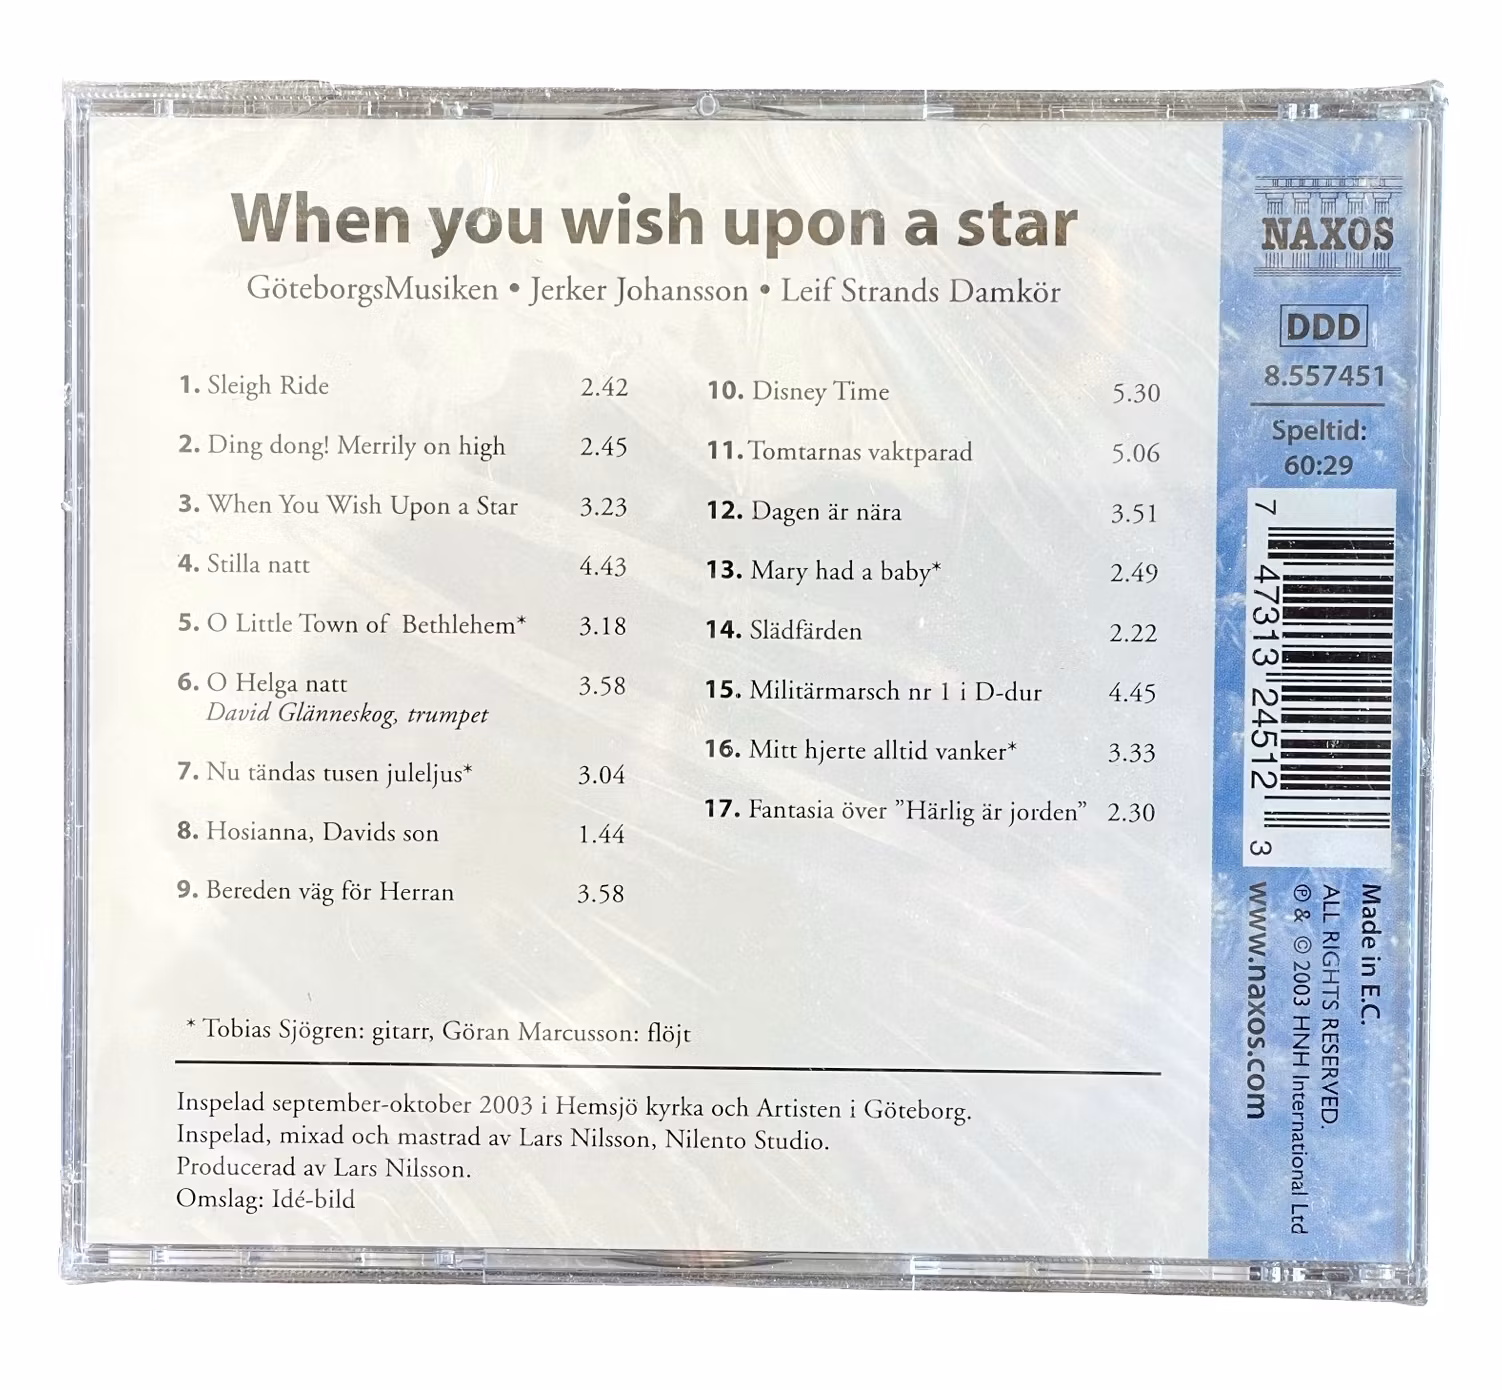 When you wish upon a star
GöteborgsMusiken • Jerker Johansson • Leif Strands Damkör
1. Sleigh Ride 2.42
2. Ding dong! Merrily on high 2.45
3. When You Wish Upon a Star 3.23
4. Stilla natt 4.43
5. O Little Town of Bethlehem* 3.18
6. O Helga natt 3.58
David Glänneskog, trumpet
7. Nu tändas tusen juleljus* 3.04
8. Hosianna, Davids son 1.44
9. Bereden väg för Herran 3.58
10. Disney Time 5.30
11. Tomtarnas vaktparad 5.06
12. Dagen är nära 3.51
13. Mary had a baby* 2.49
14. Slädfärden 2.22
15. Militärmarsch nr 1 i D-dur 4.45
16. Mitt hjerte alltid vanker* 3.33
17. Fantasia över ”Härlig är jorden” 2.30
* Tobias Sjögren: gitarr, Göran Marcusson: flöjt
Inspelad september-oktober 2003 i Hemsjö kyrka och Artisten i Göteborg.
Inspelad, mixad och mastrad av Lars Nilsson, Nilento Studio.
Producerad av Lars Nilsson.
Omslag: Idé-bild
NAXOS
DDD
8.557451
Speltid:
60:29
7 47313 24512 3
Made in E.C.
ALL RIGHTS RESERVED.
℗ & © 2003 HNH International Ltd
www.naxos.com